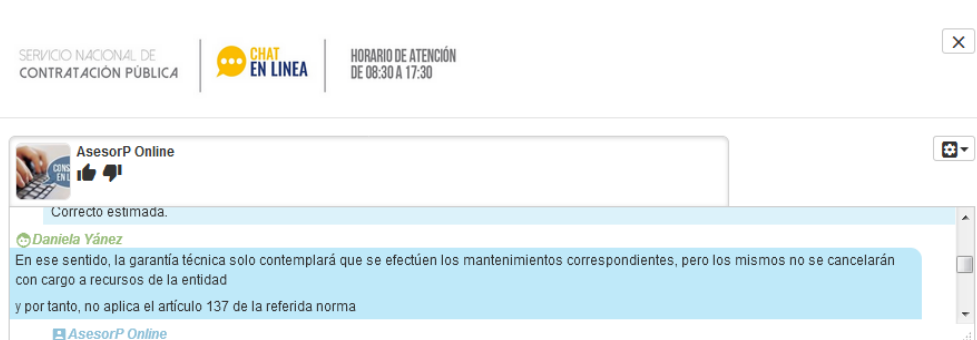 SERVICIO NACIONAL DE
CONTRATACIÓN PÚBLICA
CHAT
EN LINEA
HORARIO DE ATENCIÓN
DE 08:30 A 17:30
AsesorP Online
CONS
EN L
Correcto estimada.
Daniela Yánez
En ese sentido, la garantía técnica solo contemplará que se efectúen los mantenimientos correspondientes, pero los mismos no se cancelarán
con cargo a recursos de la entidad
y por tanto, no aplica el artículo 137 de la referida norma
AsesorP Online